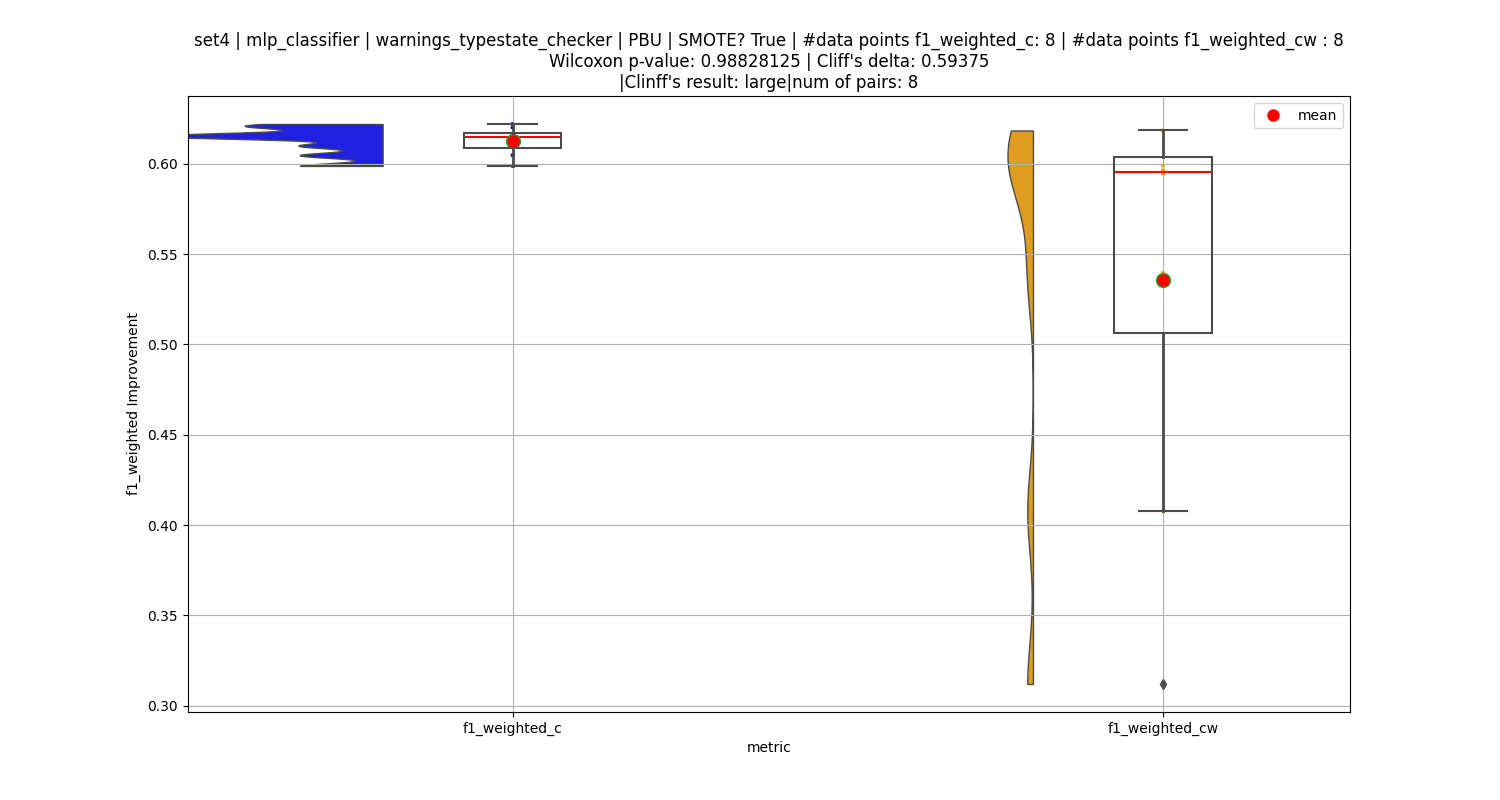 set4 | mlp_classifier | warnings_typestate_checker | PBU | SMOTE? True | #data points f1_weighted_c: 8 | #data points f1_weighted_cw : 8
Wilcoxon p-value: 0.98828125 | Cliff's delta: 0.59375
|Clinff's result: large|num of pairs: 8
mean
0.60
0.55
0.50
0.45
0.40
0.35
0.30
f1_weighted Improvement
f1_weighted_c
f1_weighted_cw
metric